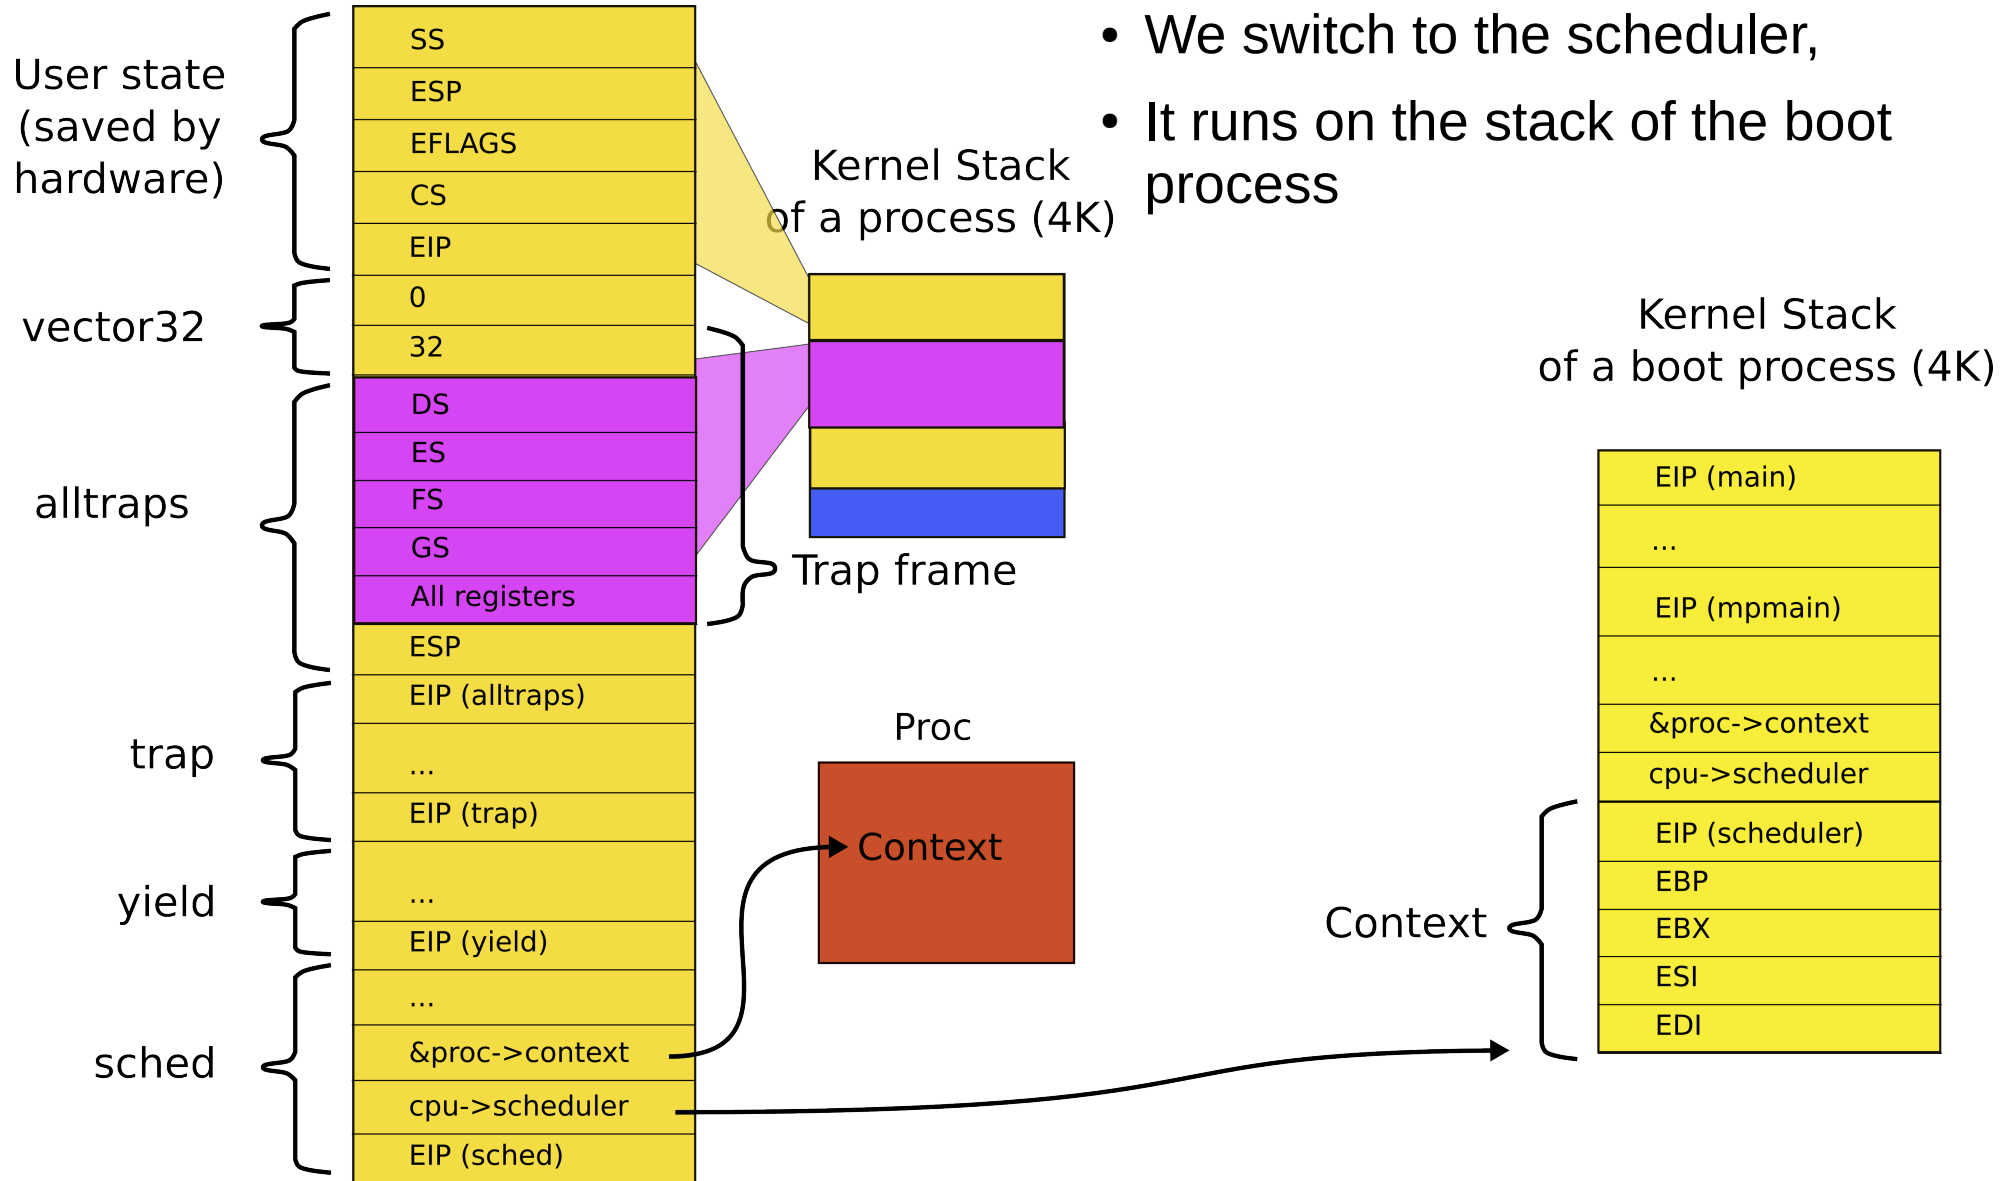 • We switch to the scheduler,
• It runs on the stack of the boot
process
User state
(saved by
hardware)
vector32
alltraps
trap
yield
sched
SS
ESP
EFLAGS
CS
EIP
0
32
DS
ES
FS
GS
All registers
ESP
EIP (alltraps)
...
EIP (trap)
...
EIP (yield)
...
&proc->context
cpu->scheduler
EIP (sched)
Kernel Stack
of a process (4K)
Trap frame
Proc
Context
Kernel Stack
of a boot process (4K)
EIP (main)
...
EIP (mpmain)
...
&proc->context
cpu->scheduler
EIP (scheduler)
EBP
EBX
ESI
EDI
Context